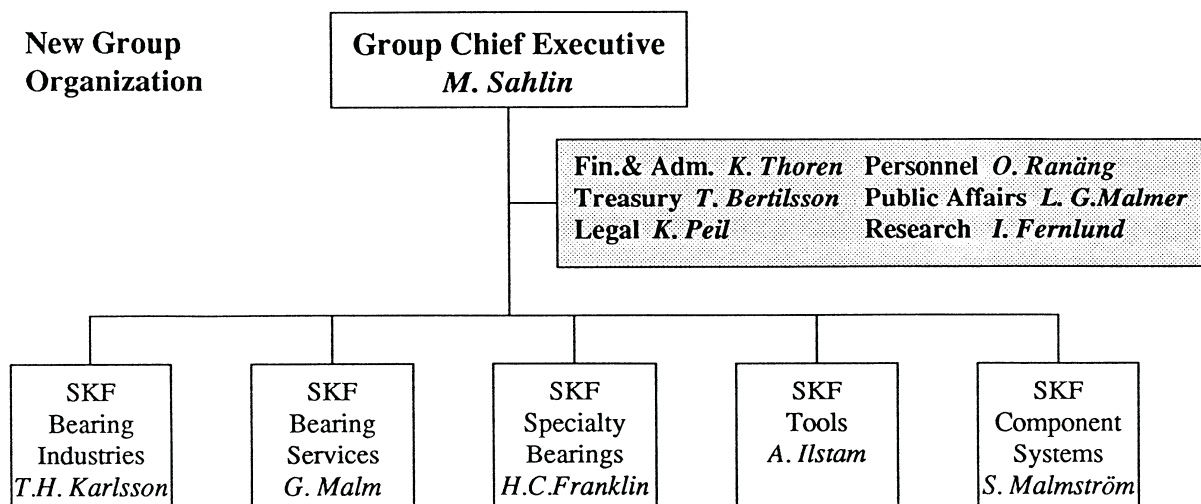 New Group
Organization
Group Chief Executive
M. Sahlin
Fin.& Adm. K. Thoren Personnel O. Ranäng
Treasury T. Bertilsson Public Affairs L. G.Malmer
Legal K. Peil Research I. Fernlund
SKF
Bearing
Industries
T.H. Karlsson
SKF
Bearing
Services
G. Malm
SKF
Specialty
Bearings
H.C.Franklin
SKF
Tools
A. Ilstam
SKF
Component
Systems
S. Malmström